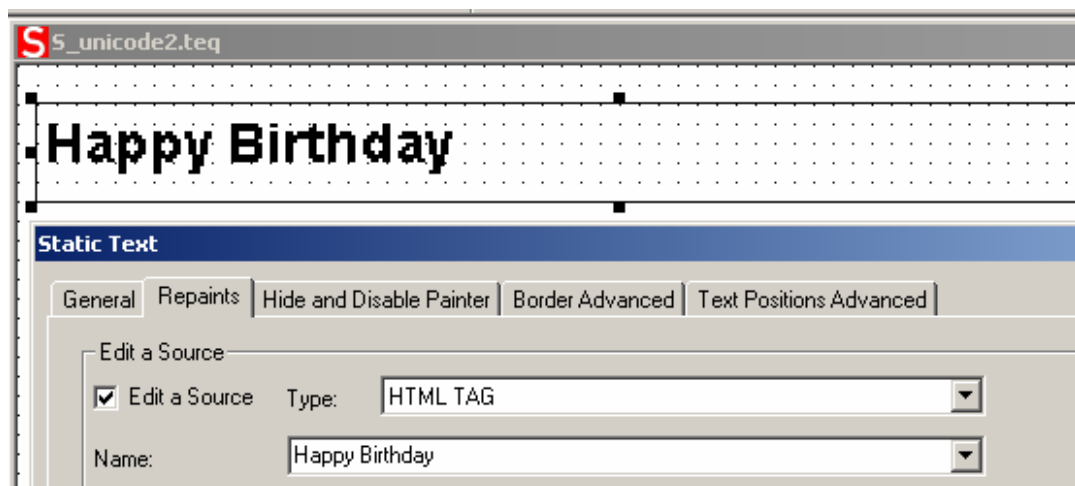 S 5_unicode2.teq
Happy Birthday
Static Text
General Repaints Hide and Disable Painter Border Advanced Text Positions Advanced
Edit a Source
Edit a Source Type: HTML TAG
Name: Happy Birthday